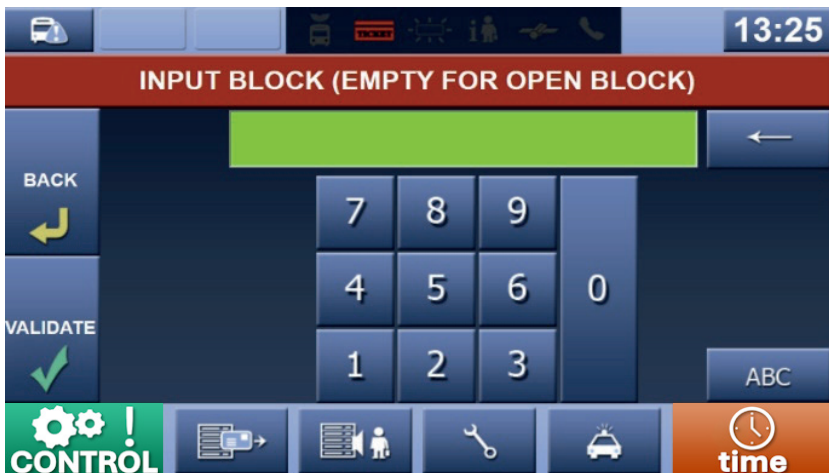 TICKET
13:25
INPUT BLOCK (EMPTY FOR OPEN BLOCK)
←
BACK
7 8 9
4 5 6 0
VALIDATE
1 2 3
ABC
CONTROL !
time